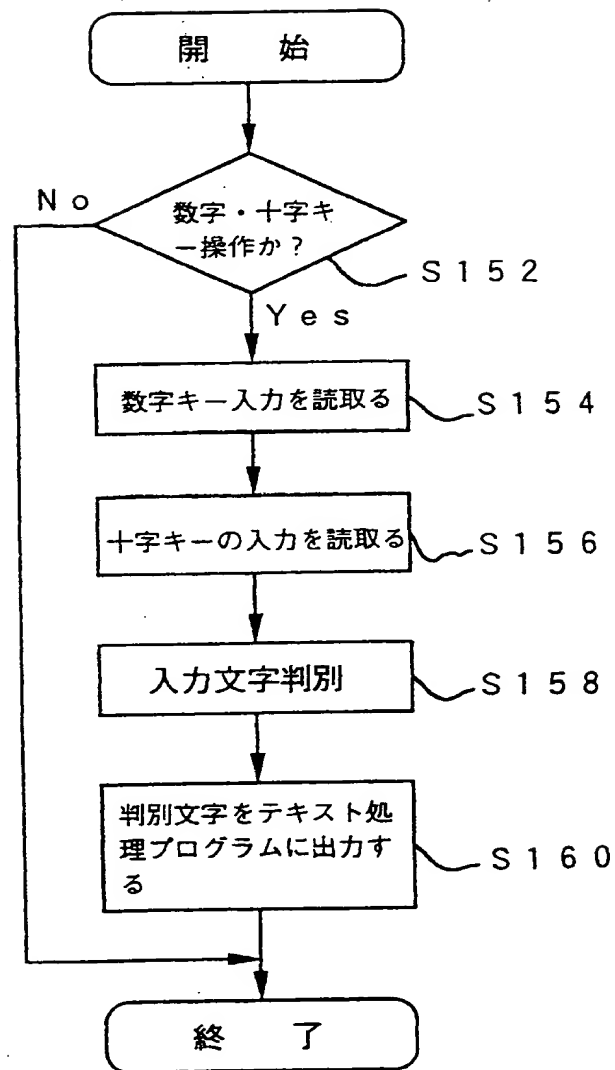 開 始
No
数字・十字キ
ー操作か?
S152
Yes
数字キー入力を読取る
S154
十字キーの入力を読取る
S156
入力文字判別
S158
判別文字をテキスト処
理プログラムに出力す
る
S160
終 了